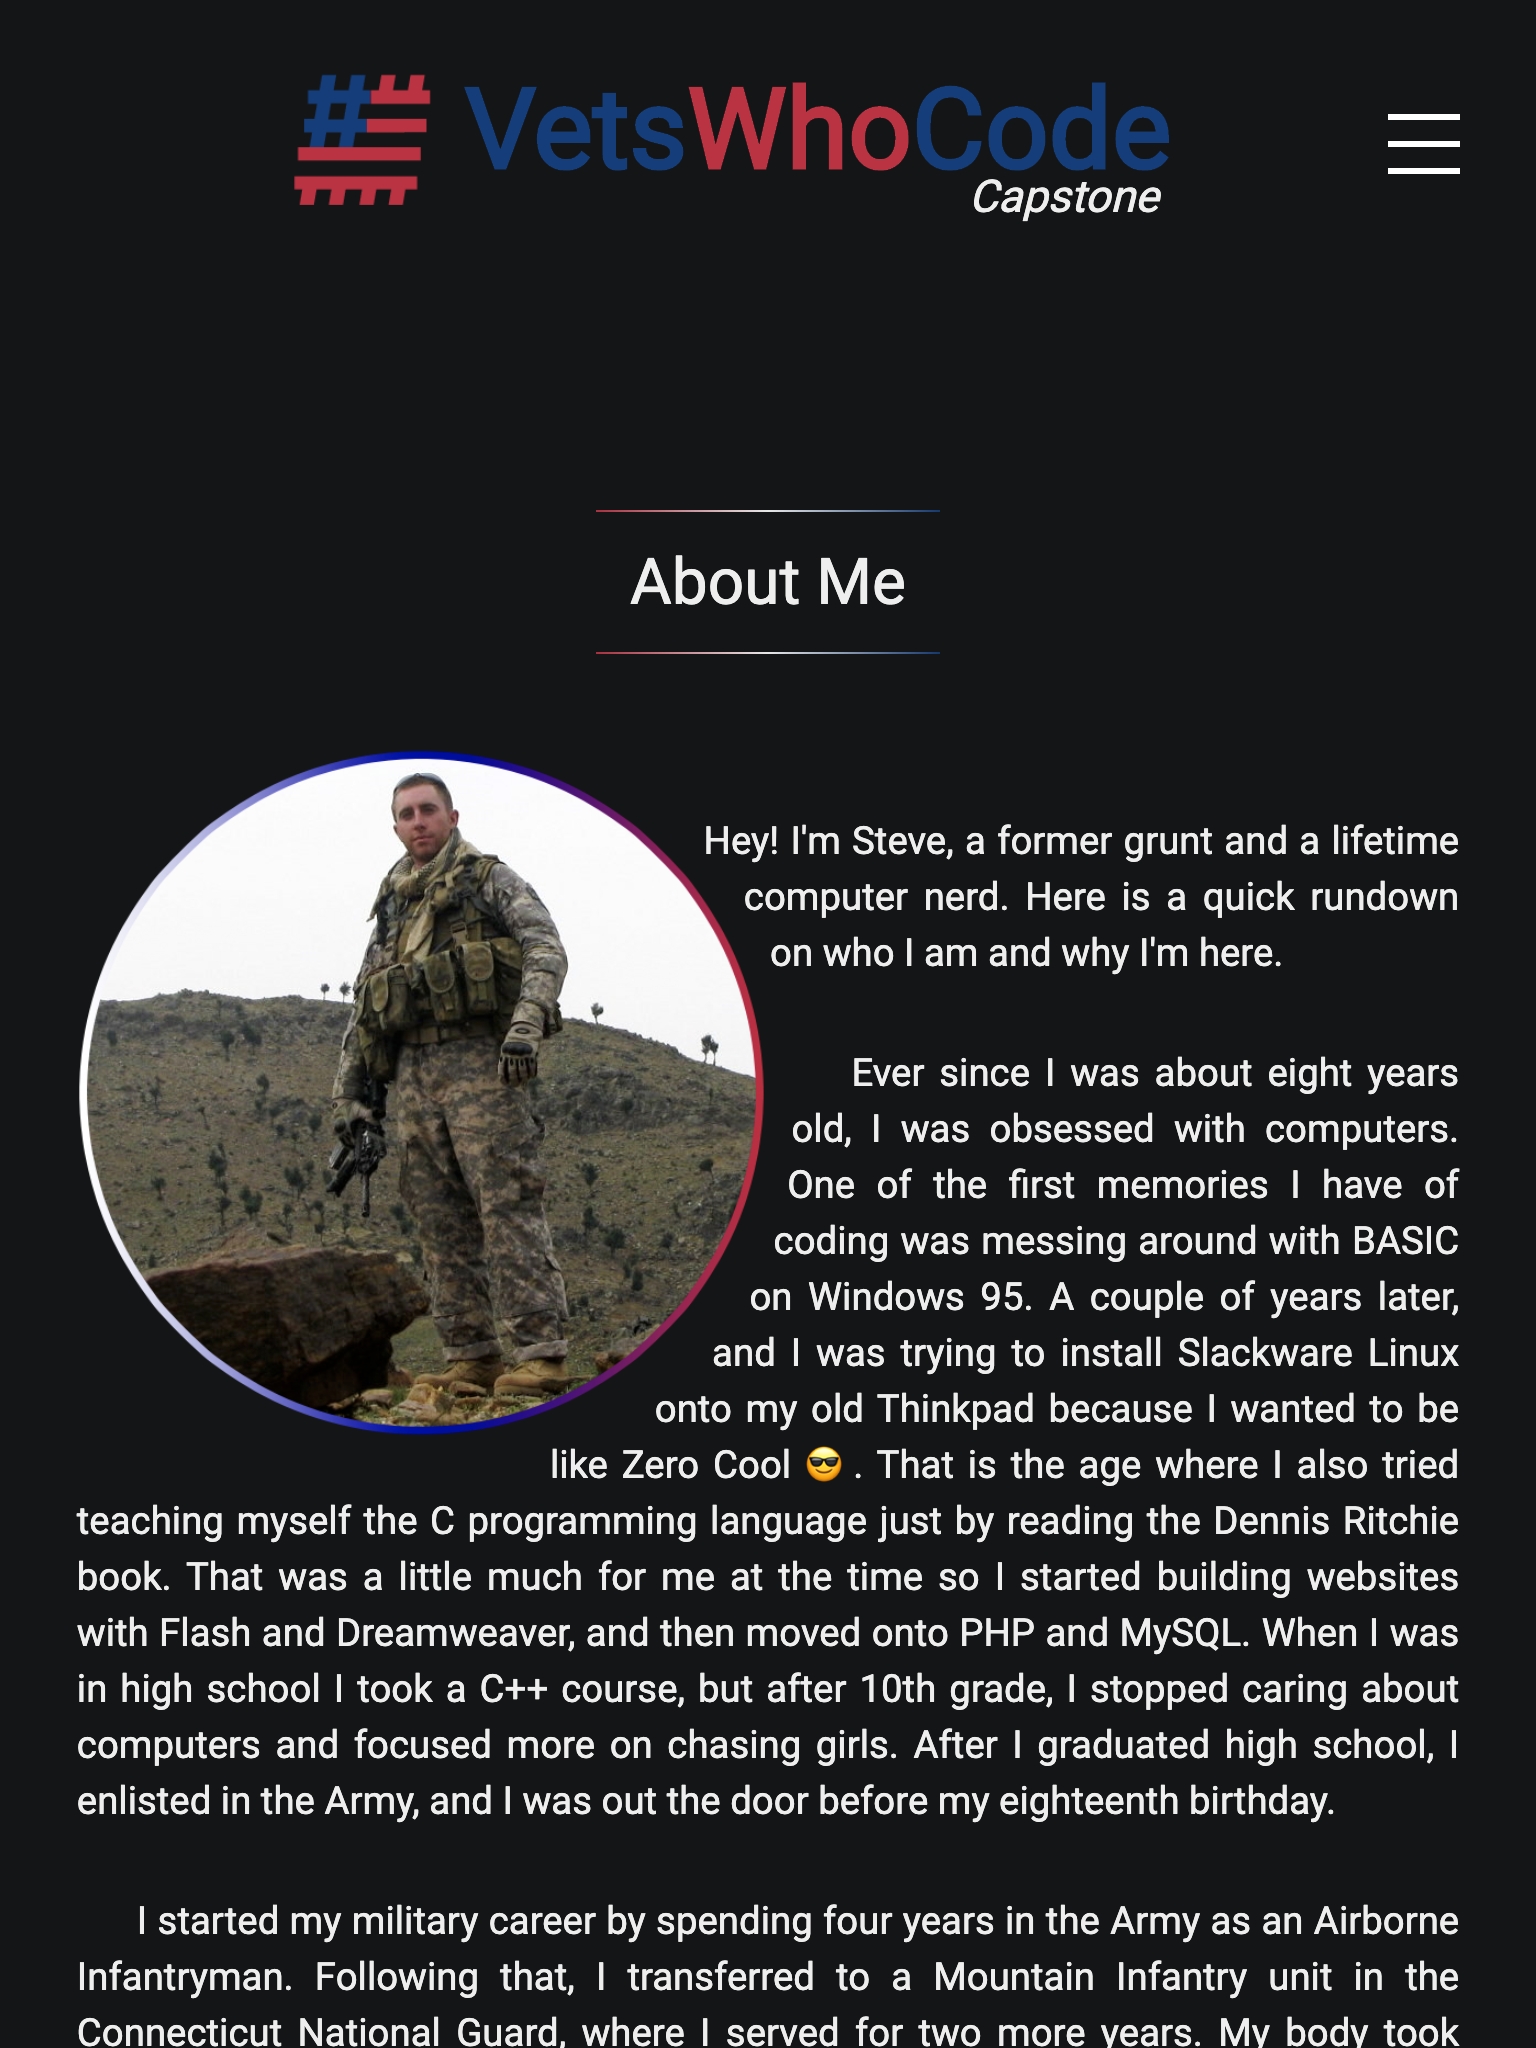 VetsWhoCode
Capstone
About Me
Hey! I'm Steve, a former grunt and a lifetime
computer nerd. Here is a quick rundown
on who I am and why I'm here.
Ever since I was about eight years
old, I was obsessed with computers.
One of the first memories I have of
coding was messing around with BASIC
on Windows 95. A couple of years later,
and I was trying to install Slackware Linux
onto my old Thinkpad because I wanted to be
like Zero Cool 😎 . That is the age where I also tried
teaching myself the C programming language just by reading the Dennis Ritchie
book. That was a little much for me at the time so I started building websites
with Flash and Dreamweaver, and then moved onto PHP and MySQL. When I was
in high school I took a C++ course, but after 10th grade, I stopped caring about
computers and focused more on chasing girls. After I graduated high school, I
enlisted in the Army, and I was out the door before my eighteenth birthday.
I started my military career by spending four years in the Army as an Airborne
Infantryman. Following that, I transferred to a Mountain Infantry unit in the
Connecticut National Guard, where I served for two more years. My body took